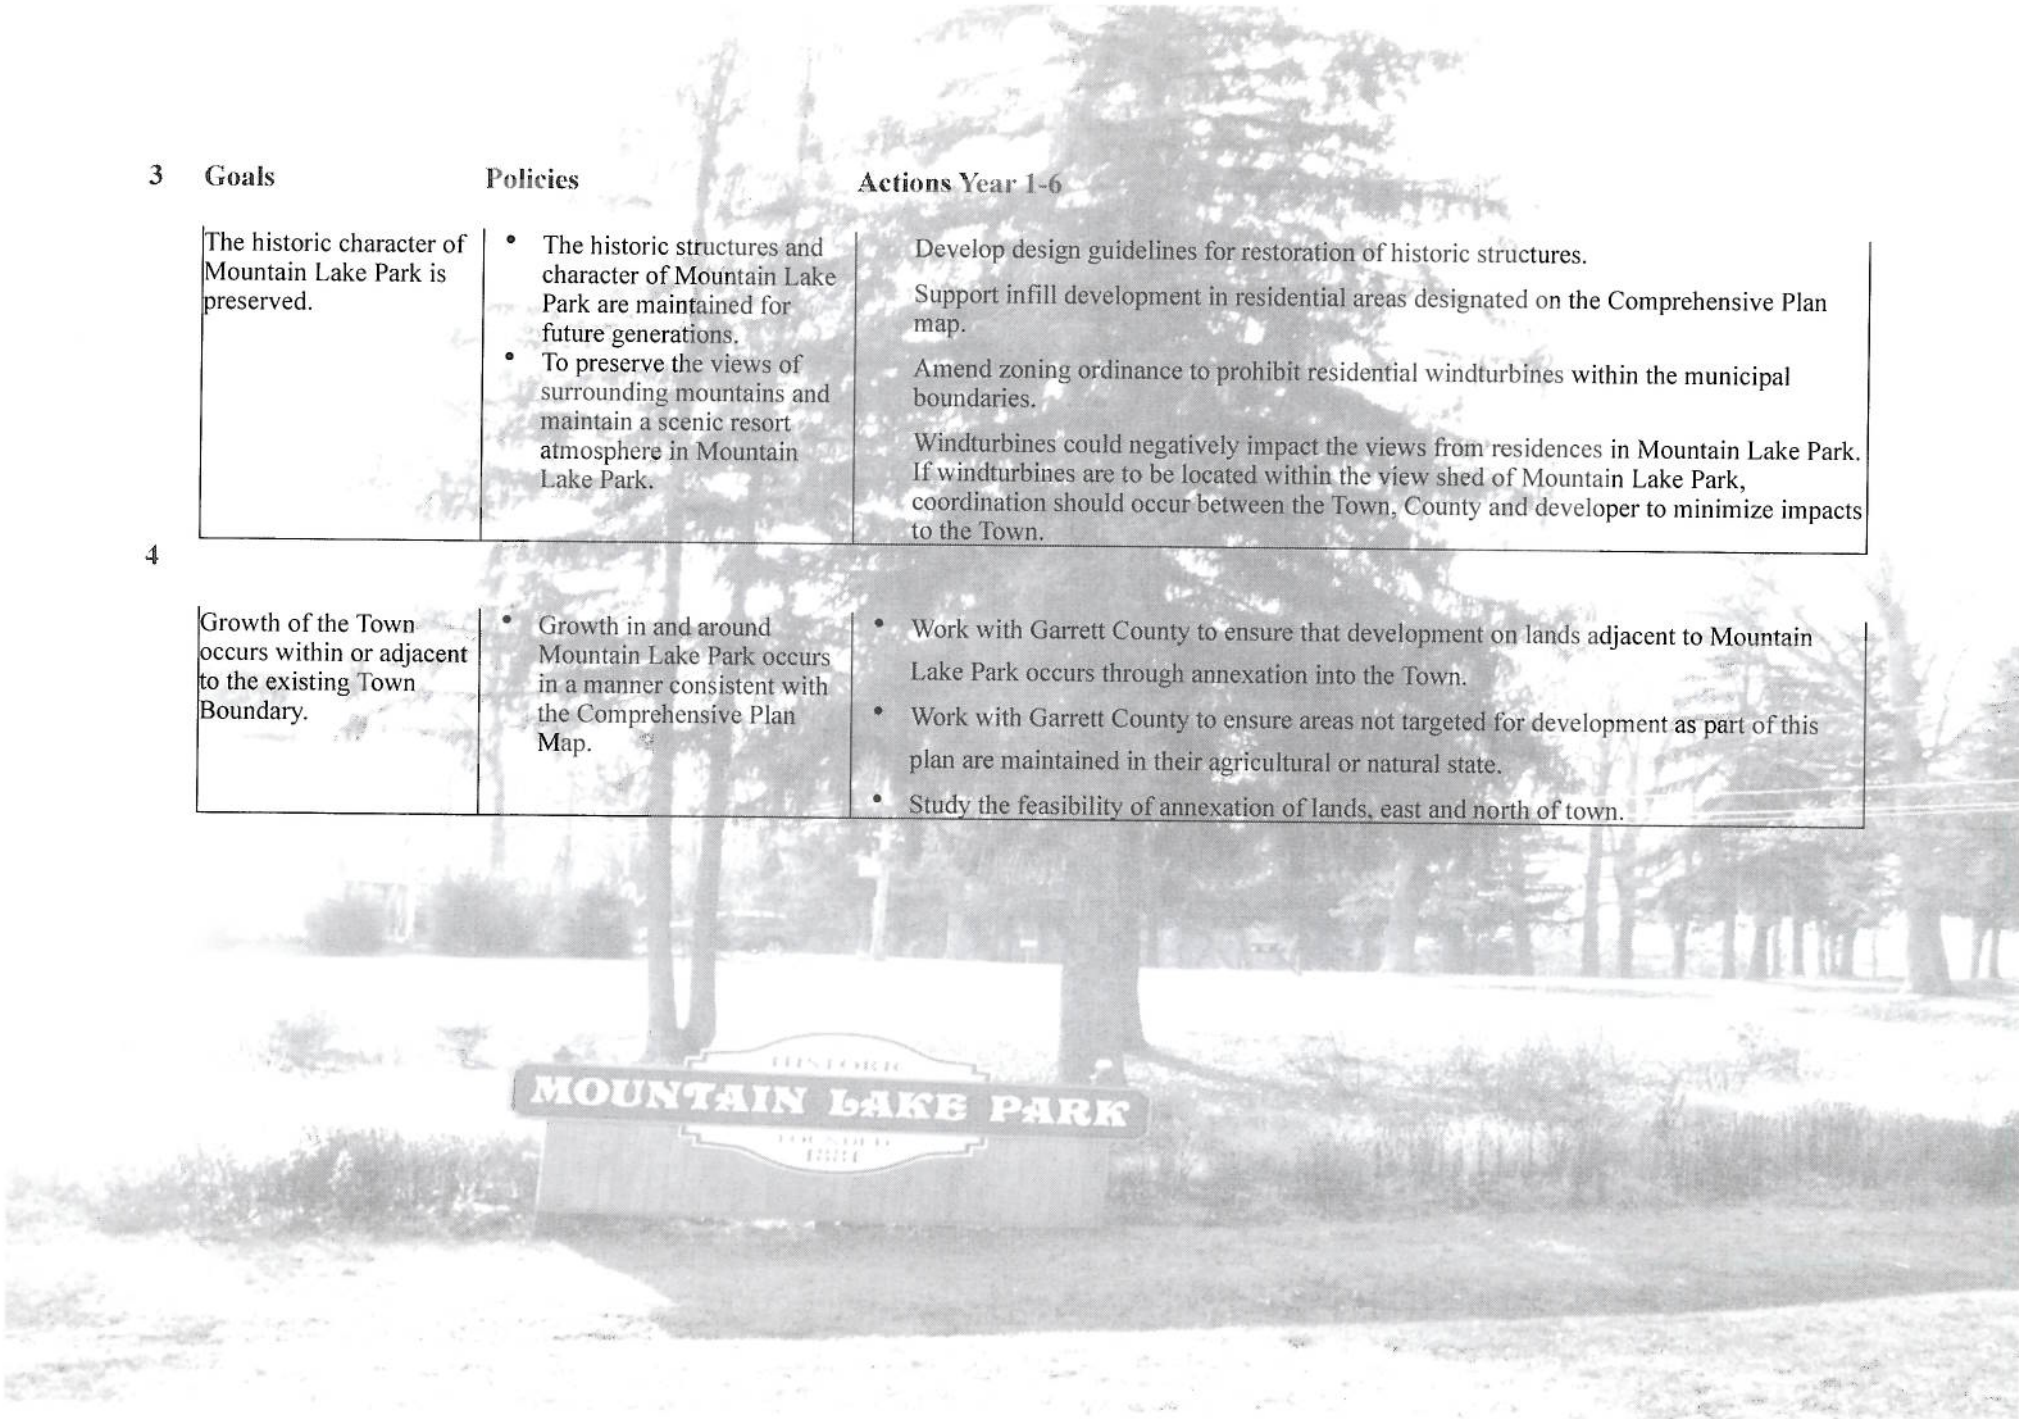 3 Goals Policies Actions Year 1-6
The historic character of
Mountain Lake Park is
preserved.
• The historic structures and
character of Mountain Lake
Park are maintained for
future generations.
• To preserve the views of
surrounding mountains and
maintain a scenic resort
atmosphere in Mountain
Lake Park.
Develop design guidelines for restoration of historic structures.
Support infill development in residential areas designated on the Comprehensive Plan
map.
Amend zoning ordinance to prohibit residential windturbines within the municipal
boundaries.
Windturbines could negatively impact the views from residences in Mountain Lake Park.
If windturbines are to be located within the view shed of Mountain Lake Park,
coordination should occur between the Town, County and developer to minimize impacts
to the Town.
4
Growth of the Town
occurs within or adjacent
to the existing Town
Boundary.
• Growth in and around
Mountain Lake Park occurs
in a manner consistent with
the Comprehensive Plan
Map.
• Work with Garrett County to ensure that development on lands adjacent to Mountain
Lake Park occurs through annexation into the Town.
• Work with Garrett County to ensure areas not targeted for development as part of this
plan are maintained in their agricultural or natural state.
• Study the feasibility of annexation of lands, east and north of town.
HISTORIC
MOUNTAIN LAKE PARK
FOUNDED
1881